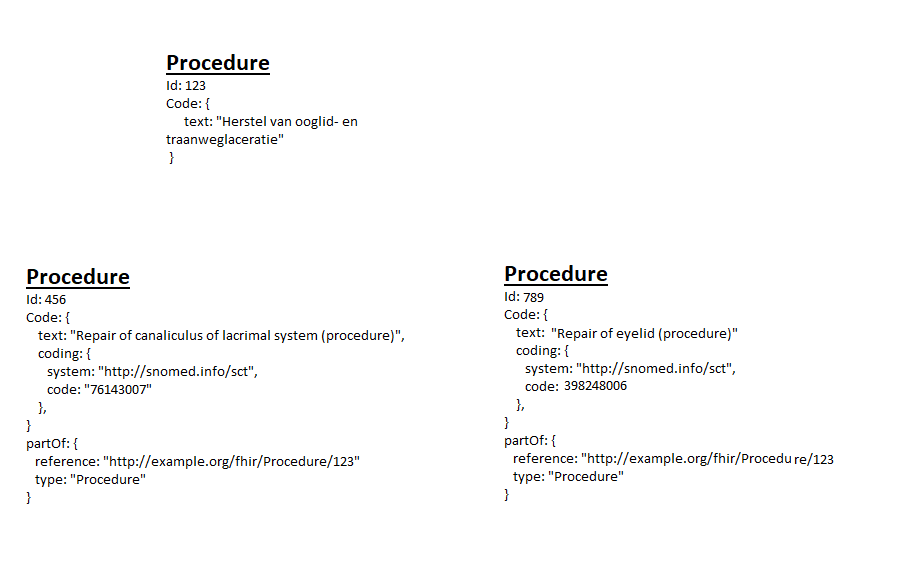 Procedure
Id: 123
Code: {
text: "Herstel van ooglid- en
traanweglaceratie"
}
Procedure
Id: 456
Code: {
text: "Repair of canaliculus of lacrimal system (procedure)",
coding: {
system: "http://snomed.info/sct",
code: "76143007"
},
}
partOf: {
reference: "http://example.org/fhir/Procedure/123"
type: "Procedure"
}
Procedure
Id: 789
Code: {
text: "Repair of eyelid (procedure)"
coding: {
system: "http://snomed.info/sct",
code: 398248006
},
}
partOf: {
reference: "http://example.org/fhir/Procedure/123
type: "Procedure"
}